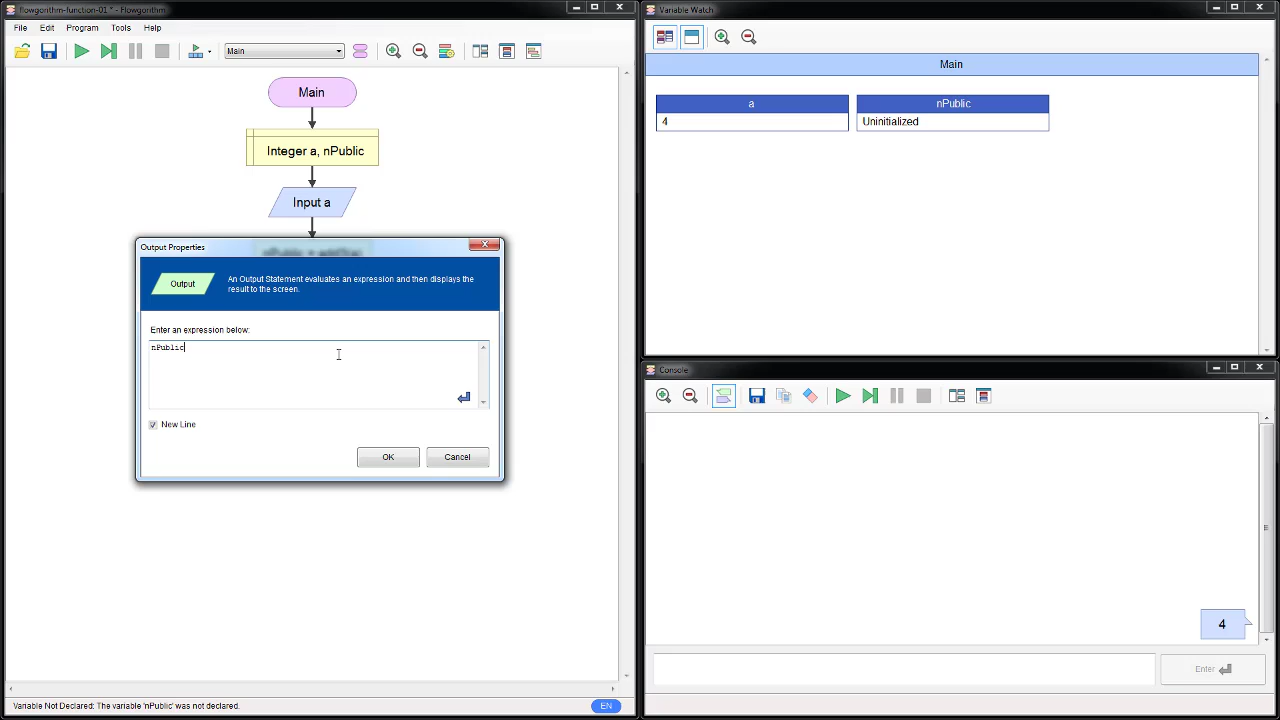 flowgorithm-function-01 * - Flowgorithm
File Edit Program Tools Help
Main
Main
Integer a, nPublic
Input a
Output Properties
Output
An Output Statement evaluates an expression and then displays the
result to the screen.
Enter an expression below:
nPublic
New Line
OK Cancel
Variable Not Declared: The variable 'nPublic' was not declared.
EN
Variable Watch
Main
a nPublic
4 Uninitialized
Console
4
Enter